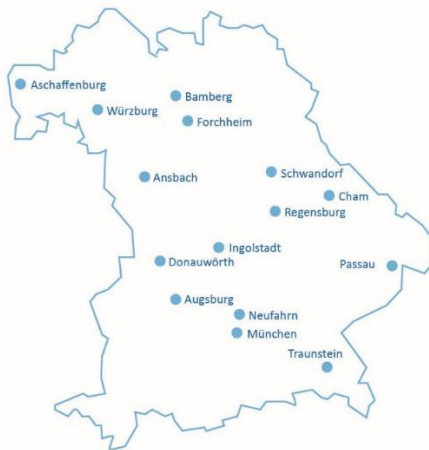 Aschaffenburg
Bamberg
Würzburg
Forchheim
Ansbach
Schwandorf
Cham
Regensburg
Ingolstadt
Donauwörth
Passau
Augsburg
Neufahrn
München
Traunstein